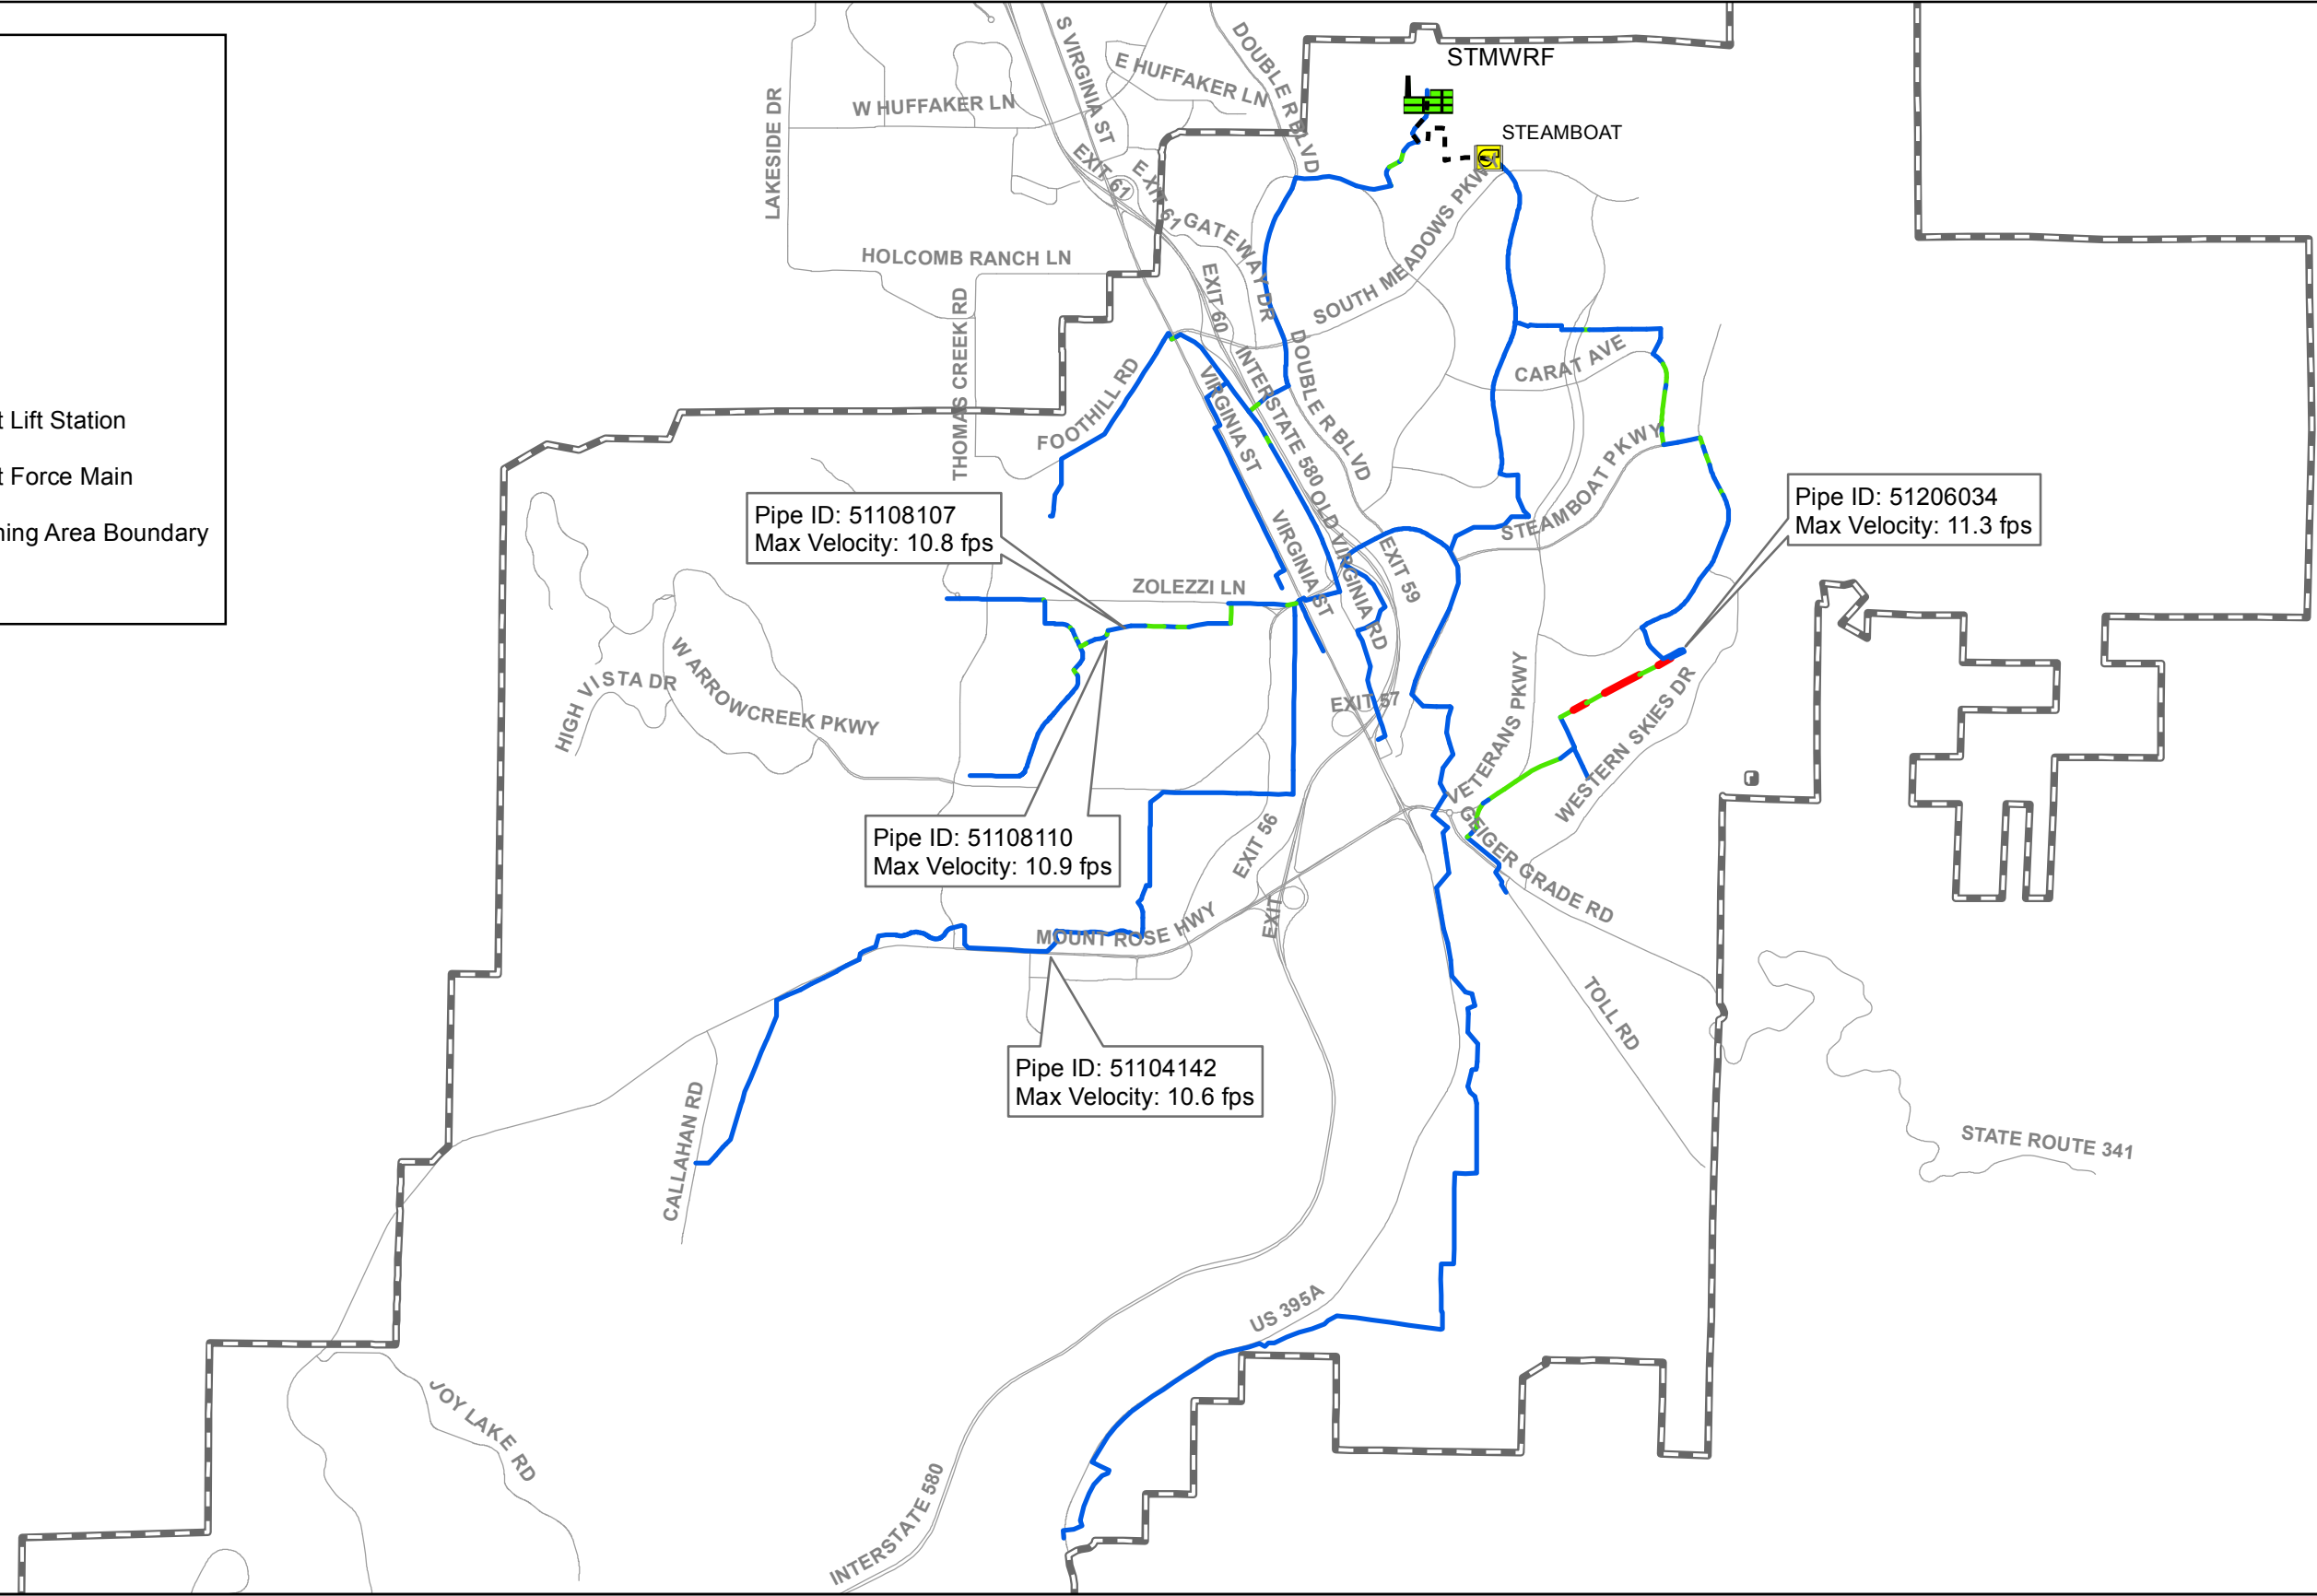 t Lift Station
t Force Main
ning Area Boundary
STMWRF
STEAMBOAT
S VIRGINIA ST
E HUFFAKER LN
W HUFFAKER LN
DOUBLE R BLVD
LAKESIDE DR
EXIT 61
E EXIT 61
GATEWAY DR
HOLCOMB RANCH LN
THOMAS CREEK RD
EXIT 60
SOUTH MEADOWS PKWY
INTERSTATE 580
DOUBLE R BLVD
CARAT AVE
FOOTHILL RD
VIRGINIA ST
STEAMBOAT PKWY
Pipe ID: 51108107
Max Velocity: 10.8 fps
Pipe ID: 51206034
Max Velocity: 11.3 fps
OLD VIRGINIA RD
VIRGINIA ST
EXIT 59
ZOLEZZI LN
W ARROWCREEK PKWY
HIGH VISTA DR
EXIT 57
VETERANS PKWY
WESTERN SKIES DR
GEIGER GRADE RD
Pipe ID: 51108110
Max Velocity: 10.9 fps
EXIT 56
EXIT
MOUNT ROSE HWY
TOLL RD
Pipe ID: 51104142
Max Velocity: 10.6 fps
CALLAHAN RD
STATE ROUTE 341
US 395A
JOY LAKE RD
INTERSTATE 580